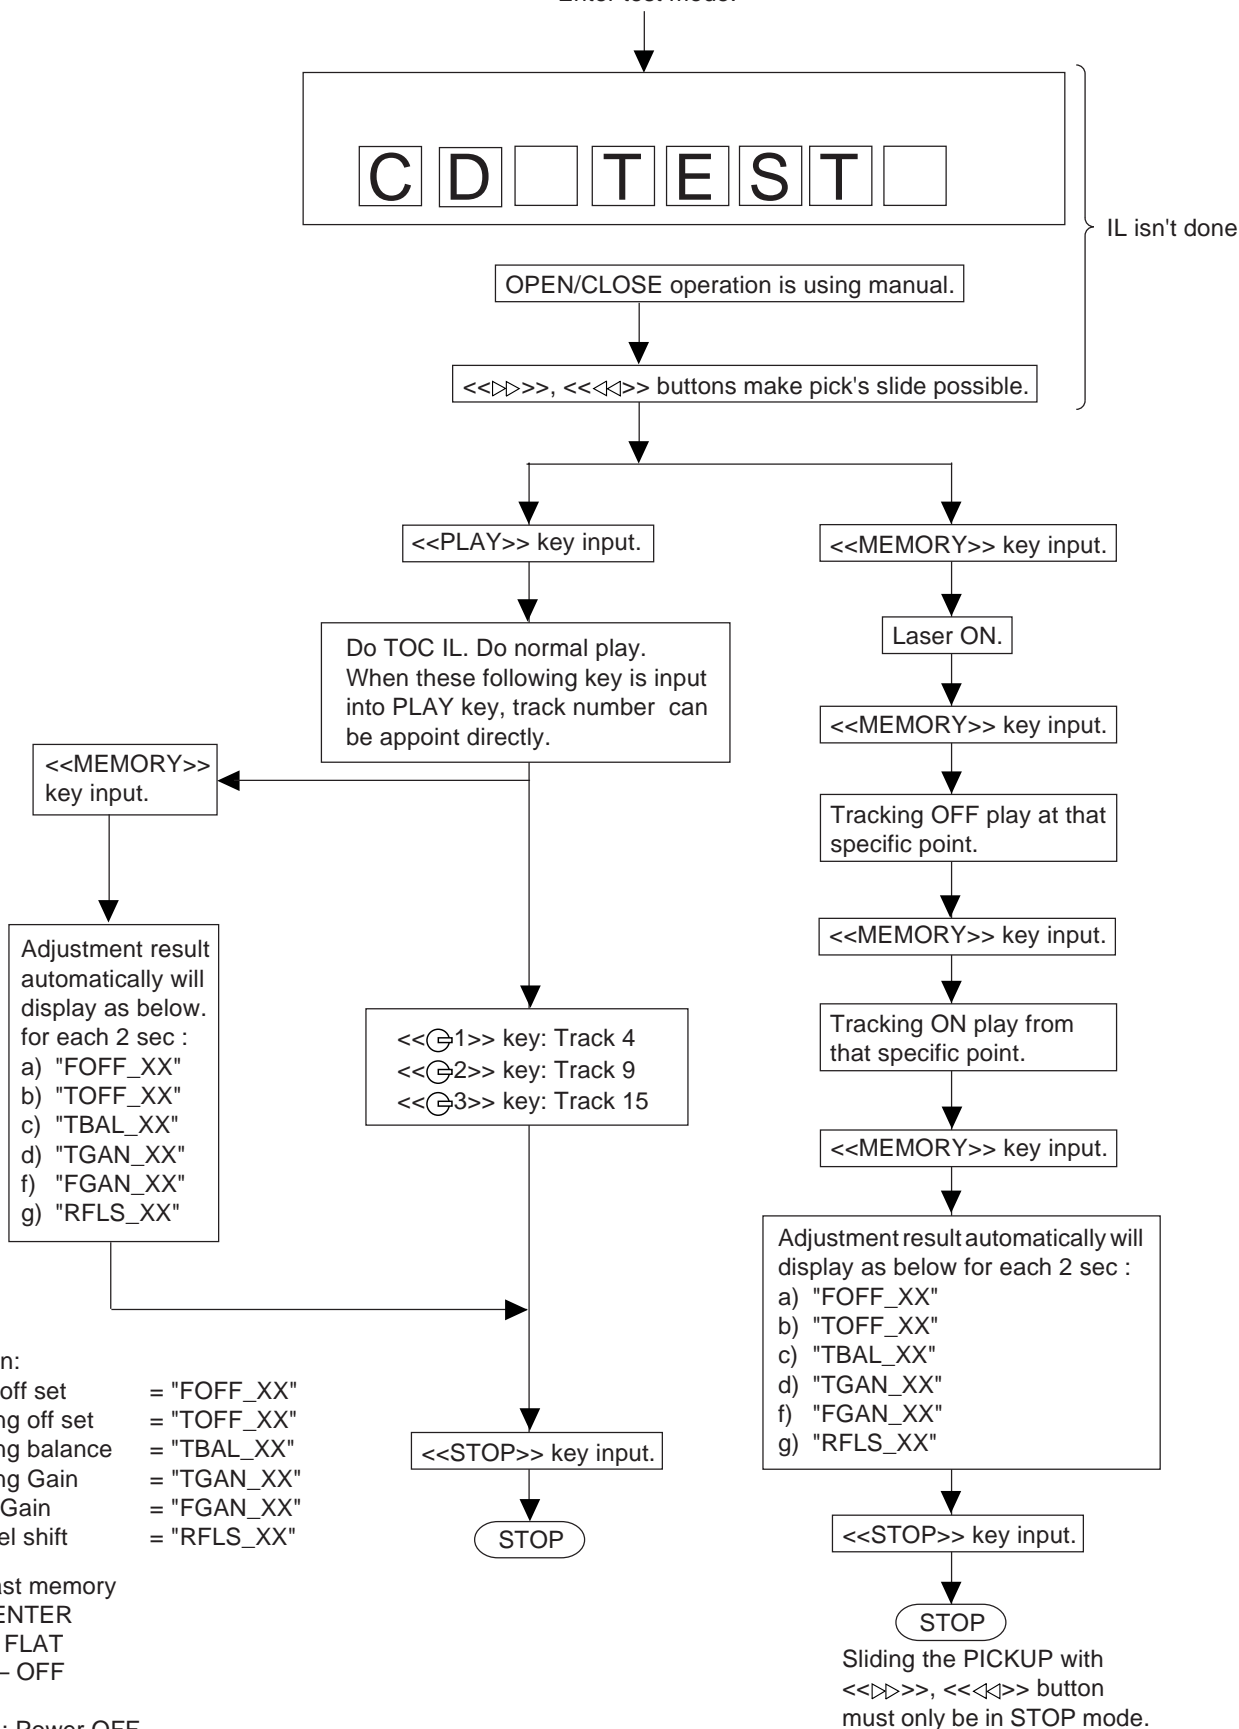 Enter test mode.
CD TEST
IL isn't done
OPEN/CLOSE operation is using manual.
<<▷▷>>, <<◁◁>> buttons make pick's slide possible.
<<PLAY>> key input.
<<MEMORY>> key input.
Do TOC IL. Do normal play.
When these following key is input
into PLAY key, track number can
be appoint directly.
Laser ON.
<<MEMORY>> key input.
<<MEMORY>>
key input.
Tracking OFF play at that
specific point.
<<MEMORY>> key input.
Adjustment result
automatically will
display as below.
for each 2 sec :
a) "FOFF_XX"
b) "TOFF_XX"
c) "TBAL_XX"
d) "TGAN_XX"
f) "FGAN_XX"
g) "RFLS_XX"
<<1>> key: Track 4
<<2>> key: Track 9
<<3>> key: Track 15
Tracking ON play from
that specific point.
<<MEMORY>> key input.
Adjustment result automatically will
display as below for each 2 sec :
a) "FOFF_XX"
b) "TOFF_XX"
c) "TBAL_XX"
d) "TGAN_XX"
f) "FGAN_XX"
g) "RFLS_XX"
n:
off set = "FOFF_XX"
ng off set = "TOFF_XX"
ng balance = "TBAL_XX"
ng Gain = "TGAN_XX"
Gain = "FGAN_XX"
el shift = "RFLS_XX"
<<STOP>> key input.
STOP
<<STOP>> key input.
STOP
ast memory
ENTER
FLAT
– OFF
Sliding the PICKUP with
<<▷▷>>, <<◁◁>> button
must only be in STOP mode.
: Power OFF